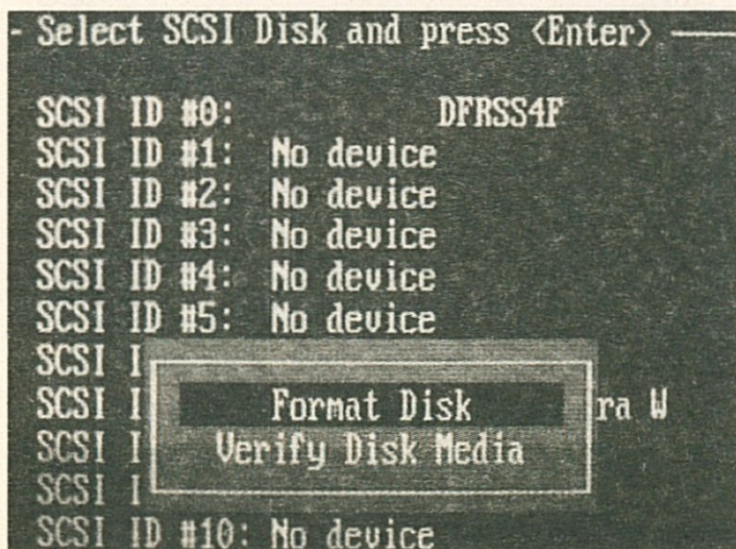 - Select SCSI Disk and press <Enter>
SCSI ID #0: DFRSS4F
SCSI ID #1: No device
SCSI ID #2: No device
SCSI ID #3: No device
SCSI ID #4: No device
SCSI ID #5: No device
SCSI I
SCSI I Format Disk ra W
SCSI I Verify Disk Media
SCSI I
SCSI ID #10: No device